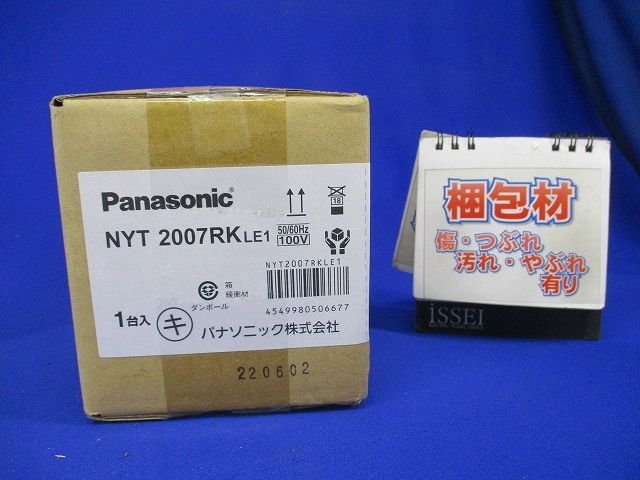 Panasonic®
NYT 2007RK LE1
50/60Hz
100V
18
NYT2007RKLE1
4549980506677
箱
緩衝材
ダンボール
1台入
キ
パナソニック株式会社
220602
梱包材
傷・つぶれ
汚れ・やぶれ
有り
iSSEI